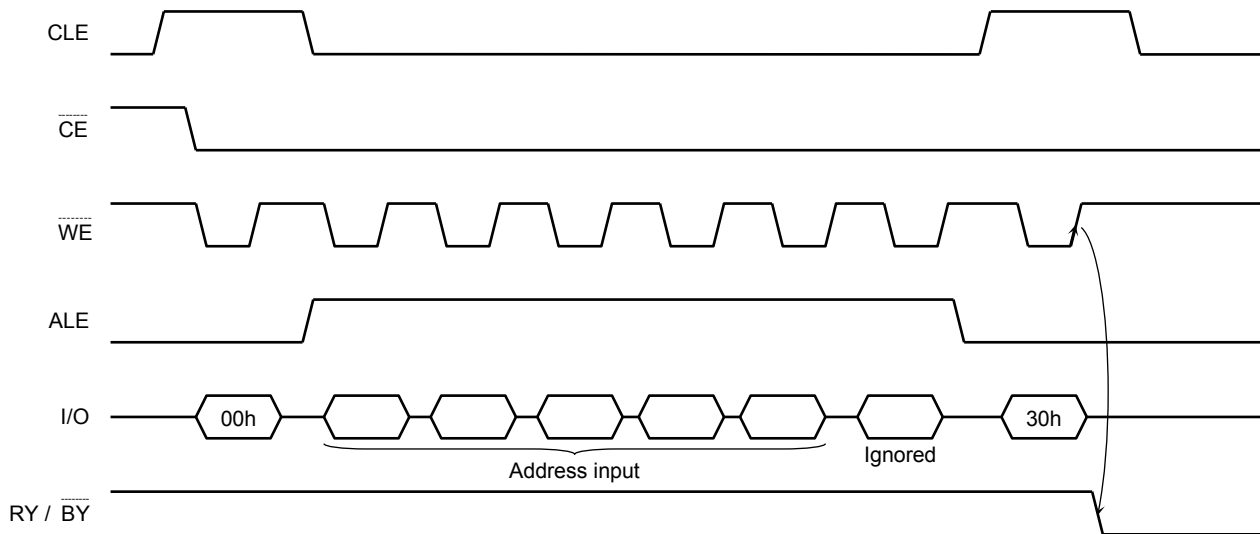 CLE
CE
WE
ALE
I/O 00h 30h
Ignored
Address input
RY / BY